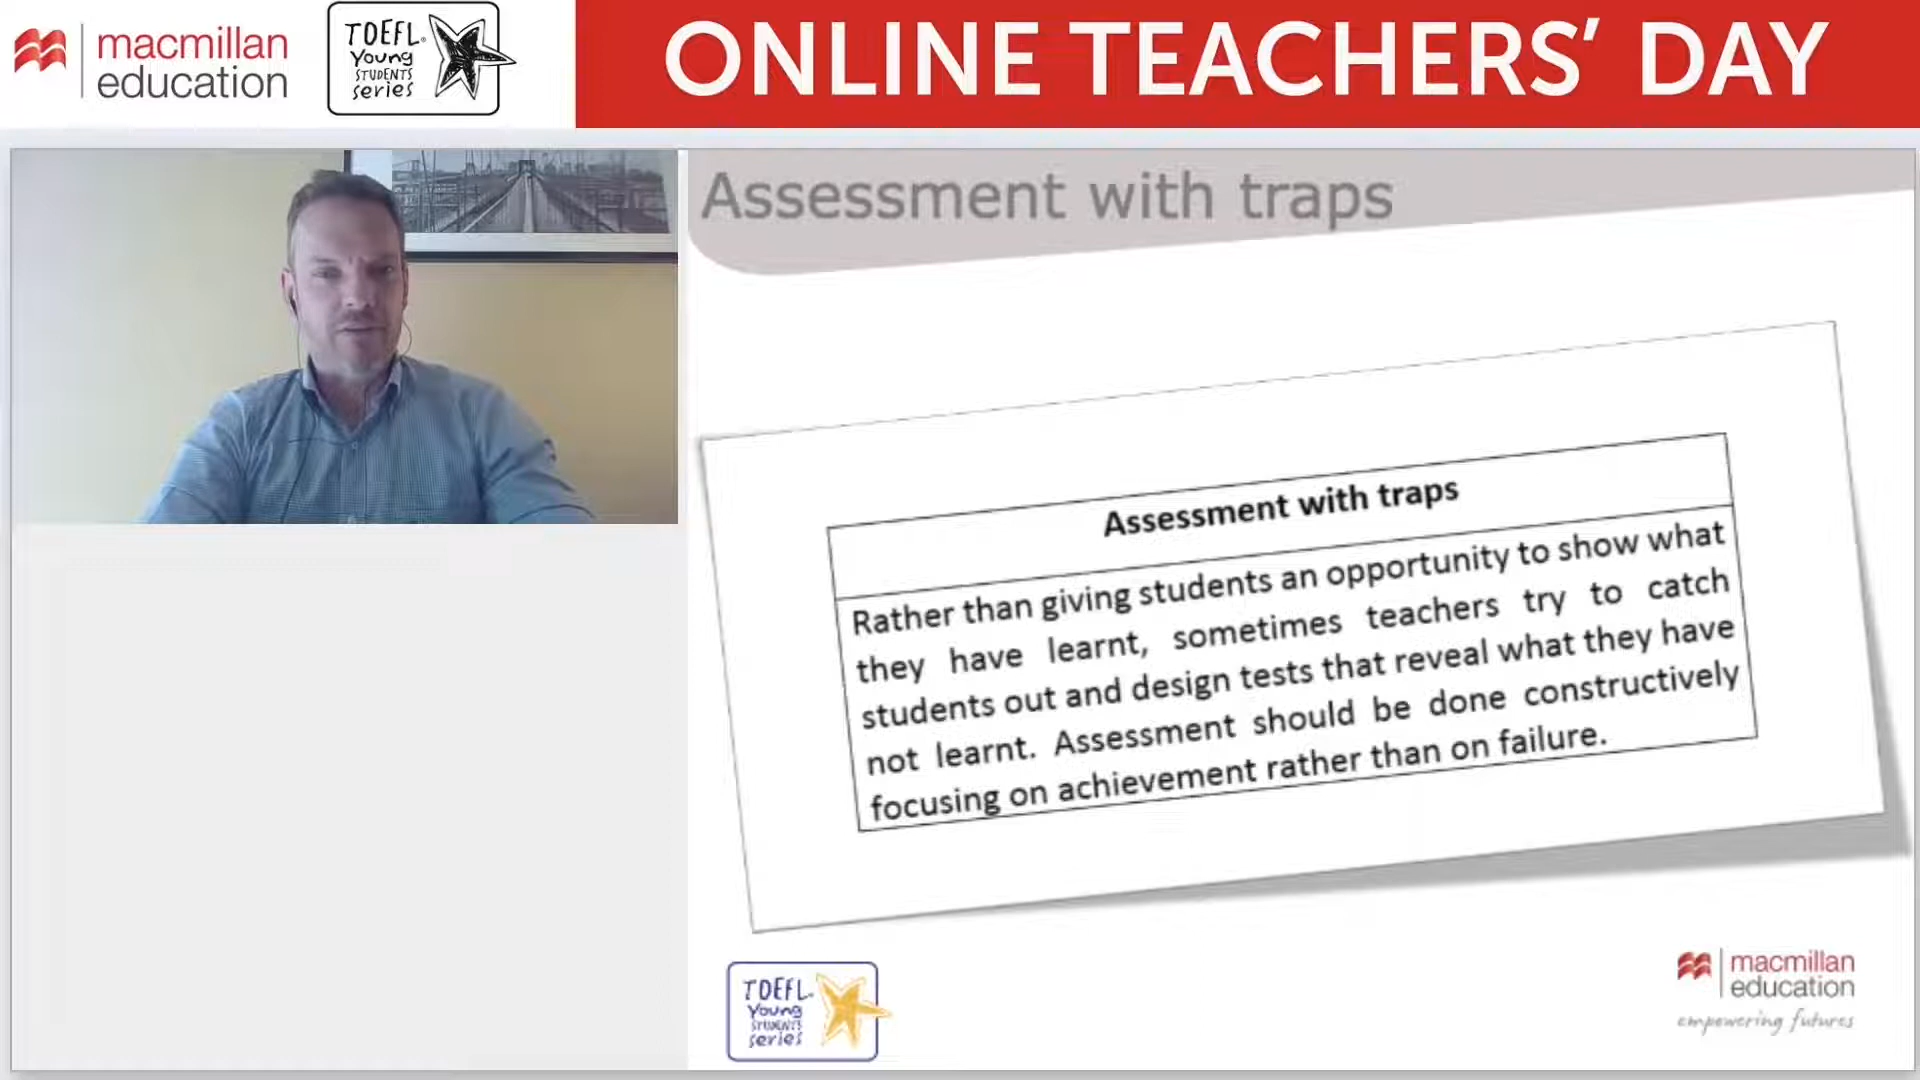 macmillan
education
TOEFL
Young
STUDENTS
series
ONLINE TEACHERS' DAY
Assessment with traps
Assessment with traps
Rather than giving students an opportunity to show what
they have learnt, sometimes teachers try to catch
students out and design tests that reveal what they have
not learnt. Assessment should be done constructively
focusing on achievement rather than on failure.
TOEFL
Young
STUDENTS
series
macmillan
education
empowering futures